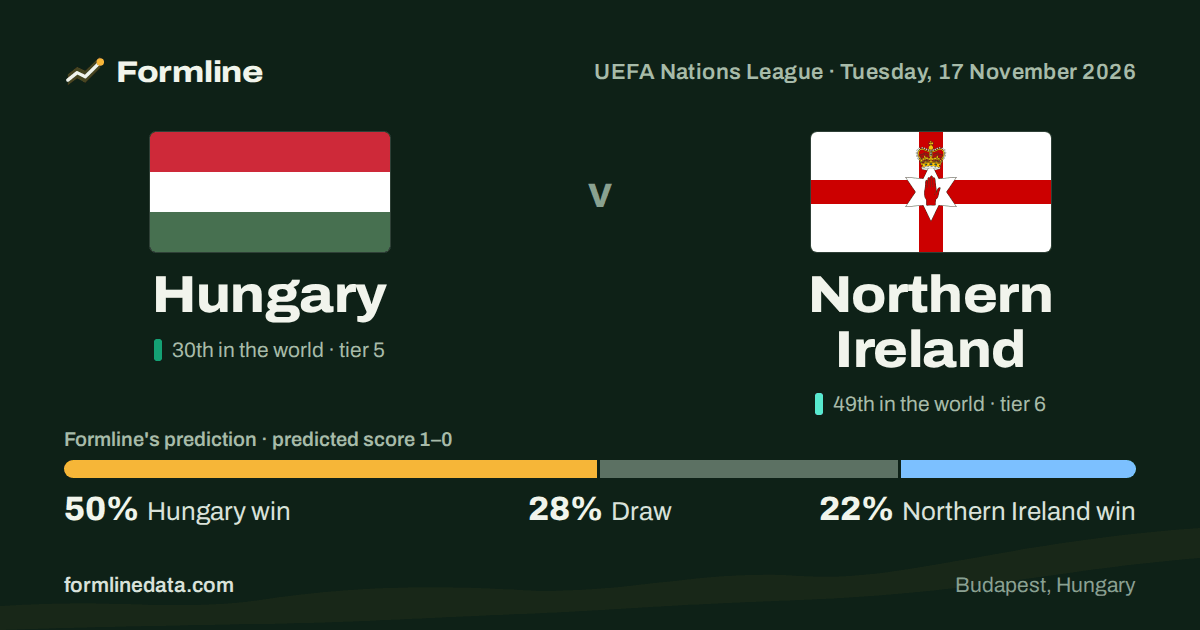 Formline
UEFA Nations League · Tuesday, 17 November 2026
v
Hungary
30th in the world · tier 5
Northern
Ireland
49th in the world · tier 6
Formline's prediction · predicted score 1–0
50% Hungary win
28% Draw
22% Northern Ireland win
formlinedata.com
Budapest, Hungary